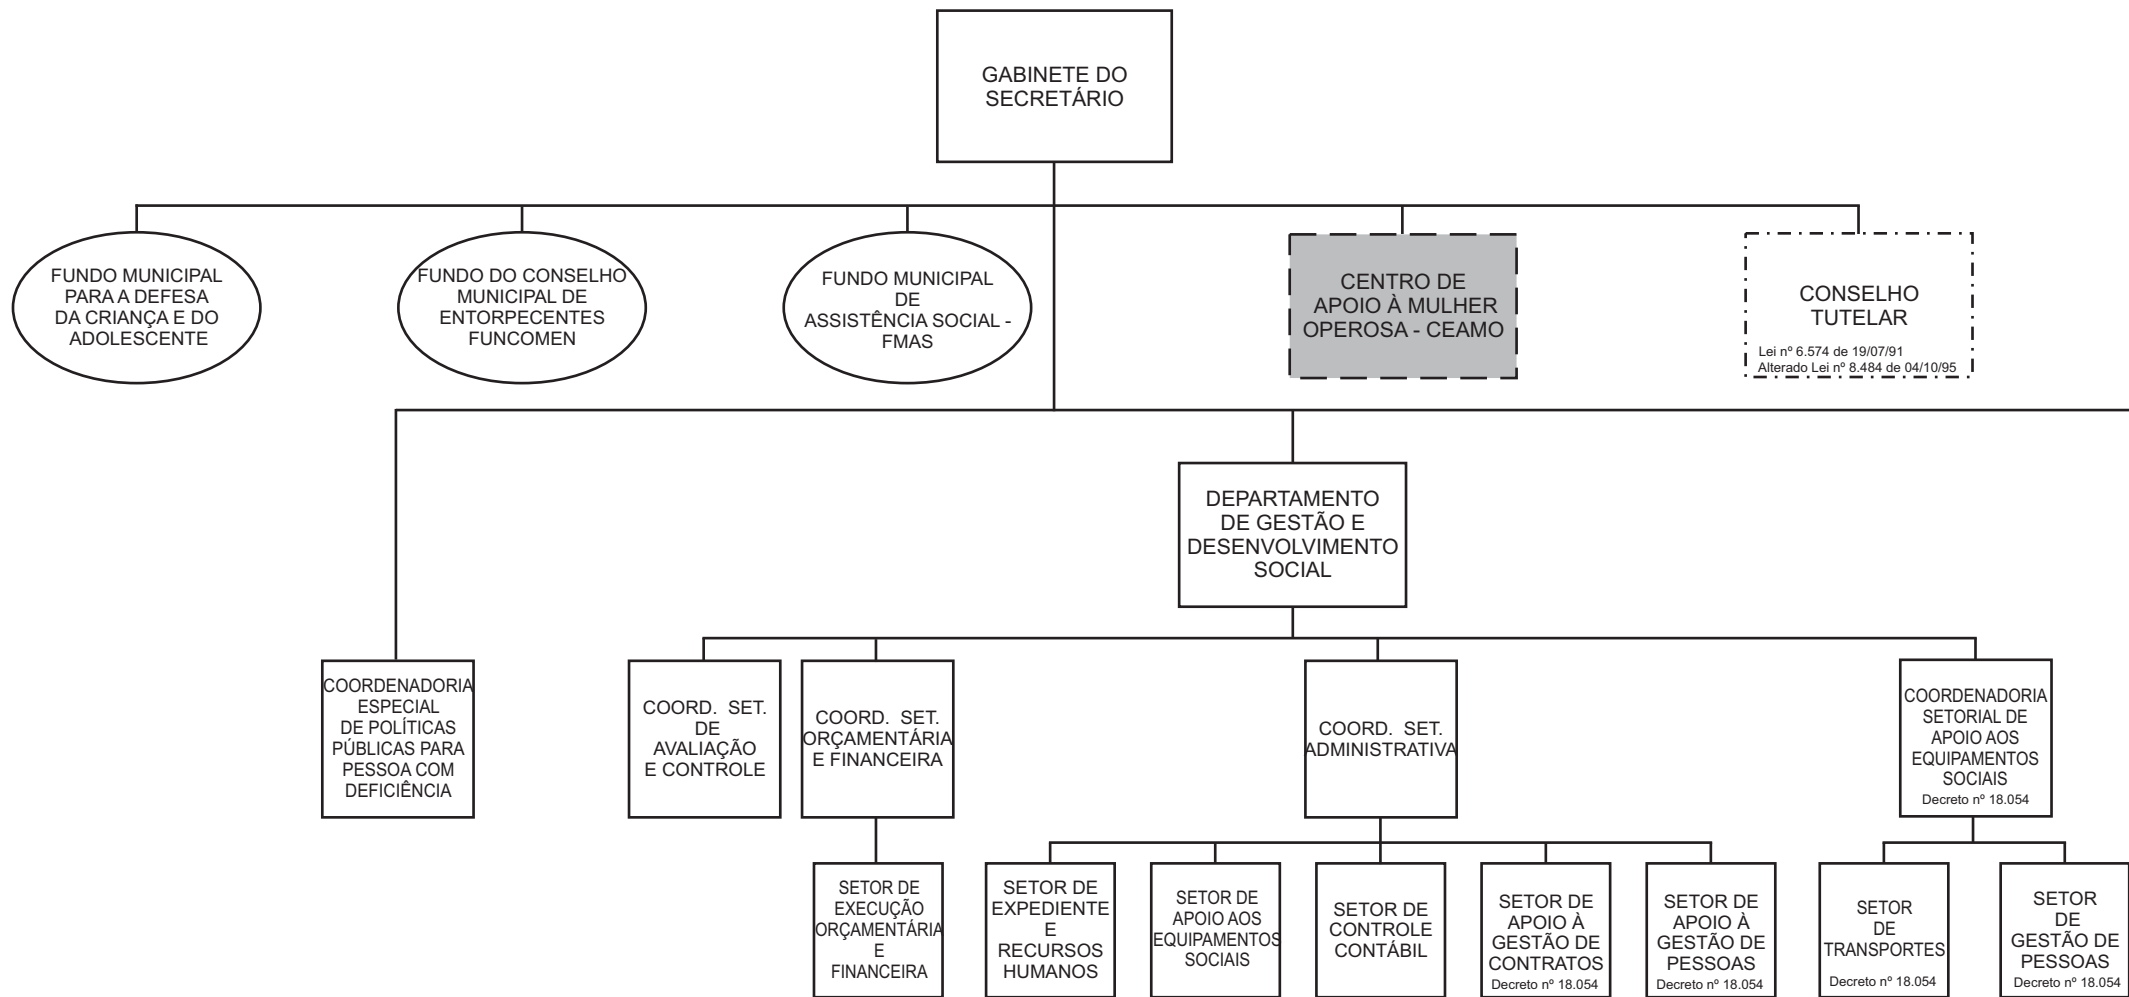 GABINETE DO
SECRETÁRIO
FUNDO MUNICIPAL
PARA A DEFESA
DA CRIANÇA E DO
ADOLESCENTE
FUNDO DO CONSELHO
MUNICIPAL DE
ENTORPECENTES
FUNCOMEN
FUNDO MUNICIPAL
DE
ASSISTÊNCIA SOCIAL -
FMAS
CENTRO DE
APOIO À MULHER
OPEROSA - CEAMO
CONSELHO
TUTELAR
Lei nº 6.574 de 19/07/91
Alterado Lei nº 8.484 de 04/10/95
DEPARTAMENTO
DE GESTÃO E
DESENVOLVIMENTO
SOCIAL
COORDENADORIA
ESPECIAL
DE POLÍTICAS
PÚBLICAS PARA
PESSOA COM
DEFICIÊNCIA
COORD. SET.
DE
AVALIAÇÃO
E CONTROLE
COORD. SET.
ORÇAMENTÁRIA
E FINANCEIRA
COORD. SET.
ADMINISTRATIVA
COORDENADORIA
SETORIAL DE
APOIO AOS
EQUIPAMENTOS
SOCIAIS
Decreto nº 18.054
SETOR DE
EXECUÇÃO
ORÇAMENTÁRIA
E
FINANCEIRA
SETOR DE
EXPEDIENTE
E
RECURSOS
HUMANOS
SETOR DE
APOIO AOS
EQUIPAMENTOS
SOCIAIS
SETOR DE
CONTROLE
CONTÁBIL
SETOR DE
APOIO À
GESTÃO DE
CONTRATOS
Decreto nº 18.054
SETOR DE
APOIO À
GESTÃO DE
PESSOAS
Decreto nº 18.054
SETOR
DE
TRANSPORTES
Decreto nº 18.054
SETOR
DE
GESTÃO DE
PESSOAS
Decreto nº 18.054